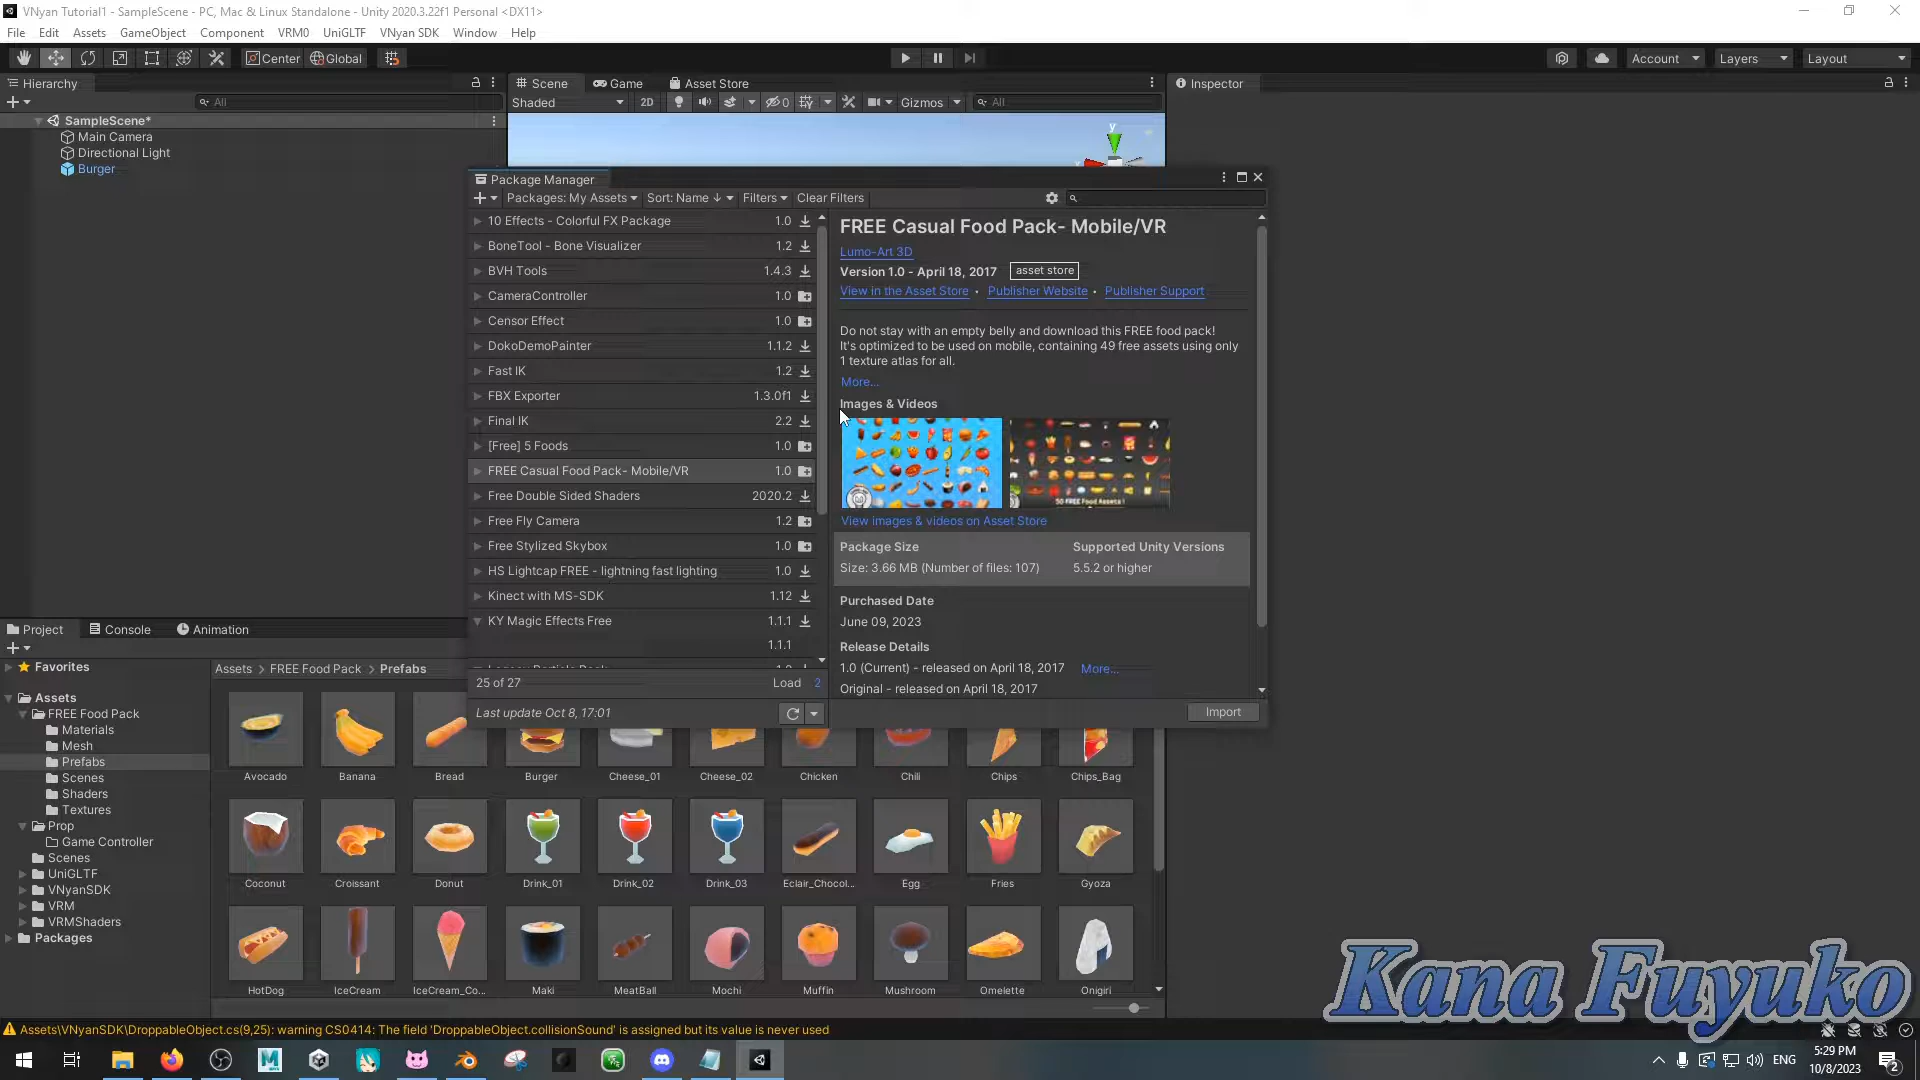 VNyan Tutorial1 - SampleScene - PC, Mac & Linux Standalone - Unity 2020.3.22f1 Personal <DX11>
File Edit Assets GameObject Component VRM0 UniGLTF VNyan SDK Window Help
Center Global Account Layers Layout
Hierarchy
Scene Game Asset Store
Inspector
All
Shaded 2D 0 Gizmos All
SampleScene*
Main Camera
Directional Light
Burger
y
x
Package Manager
Packages: My Assets Sort: Name ↓ Filters Clear Filters
10 Effects - Colorful FX Package 1.0
BoneTool - Bone Visualizer 1.2
BVH Tools 1.4.3
CameraController 1.0
Censor Effect 1.0
DokoDemoPainter 1.1.2
Fast IK 1.2
FBX Exporter 1.3.0f1
Final IK 2.2
[Free] 5 Foods 1.0
FREE Casual Food Pack- Mobile/VR 1.0
Free Double Sided Shaders 2020.2
Free Fly Camera 1.2
Free Stylized Skybox 1.0
HS Lightcap FREE - lightning fast lighting 1.0
Kinect with MS-SDK 1.12
KY Magic Effects Free 1.1.1
1.1.1
25 of 27 Load 2
Last update Oct 8, 17:01
FREE Casual Food Pack- Mobile/VR
Lumo-Art 3D
Version 1.0 - April 18, 2017 asset store
View in the Asset Store • Publisher Website • Publisher Support
Do not stay with an empty belly and download this FREE food pack!
It's optimized to be used on mobile, containing 49 free assets using only
1 texture atlas for all.
More...
Images & Videos
50 FREE Food Assets !
View images & videos on Asset Store
Package Size Supported Unity Versions
Size: 3.66 MB (Number of files: 107) 5.5.2 or higher
Purchased Date
June 09, 2023
Release Details
1.0 (Current) - released on April 18, 2017 More...
Original - released on April 18, 2017
Import
Project Console Animation
Favorites
Assets
FREE Food Pack
Materials
Mesh
Prefabs
Scenes
Shaders
Textures
Prop
Game Controller
Scenes
UniGLTF
VNyanSDK
VRM
VRMShaders
Packages
Assets > FREE Food Pack > Prefabs
Avocado Banana Bread Burger Cheese_01 Cheese_02 Chicken Chili Chips Chips_Bag
Coconut Croissant Donut Drink_01 Drink_02 Drink_03 Eclair_Chocol... Egg Fries Gyoza
HotDog IceCream IceCream_Co... Maki MeatBall Mochi Muffin Mushroom Omelette Onigiri
Kana Fuyuko
Assets\VNyanSDK\DroppableObject.cs(9,25): warning CS0414: The field 'DroppableObject.collisionSound' is assigned but its value is never used
ENG
5:29 PM
10/8/2023
2